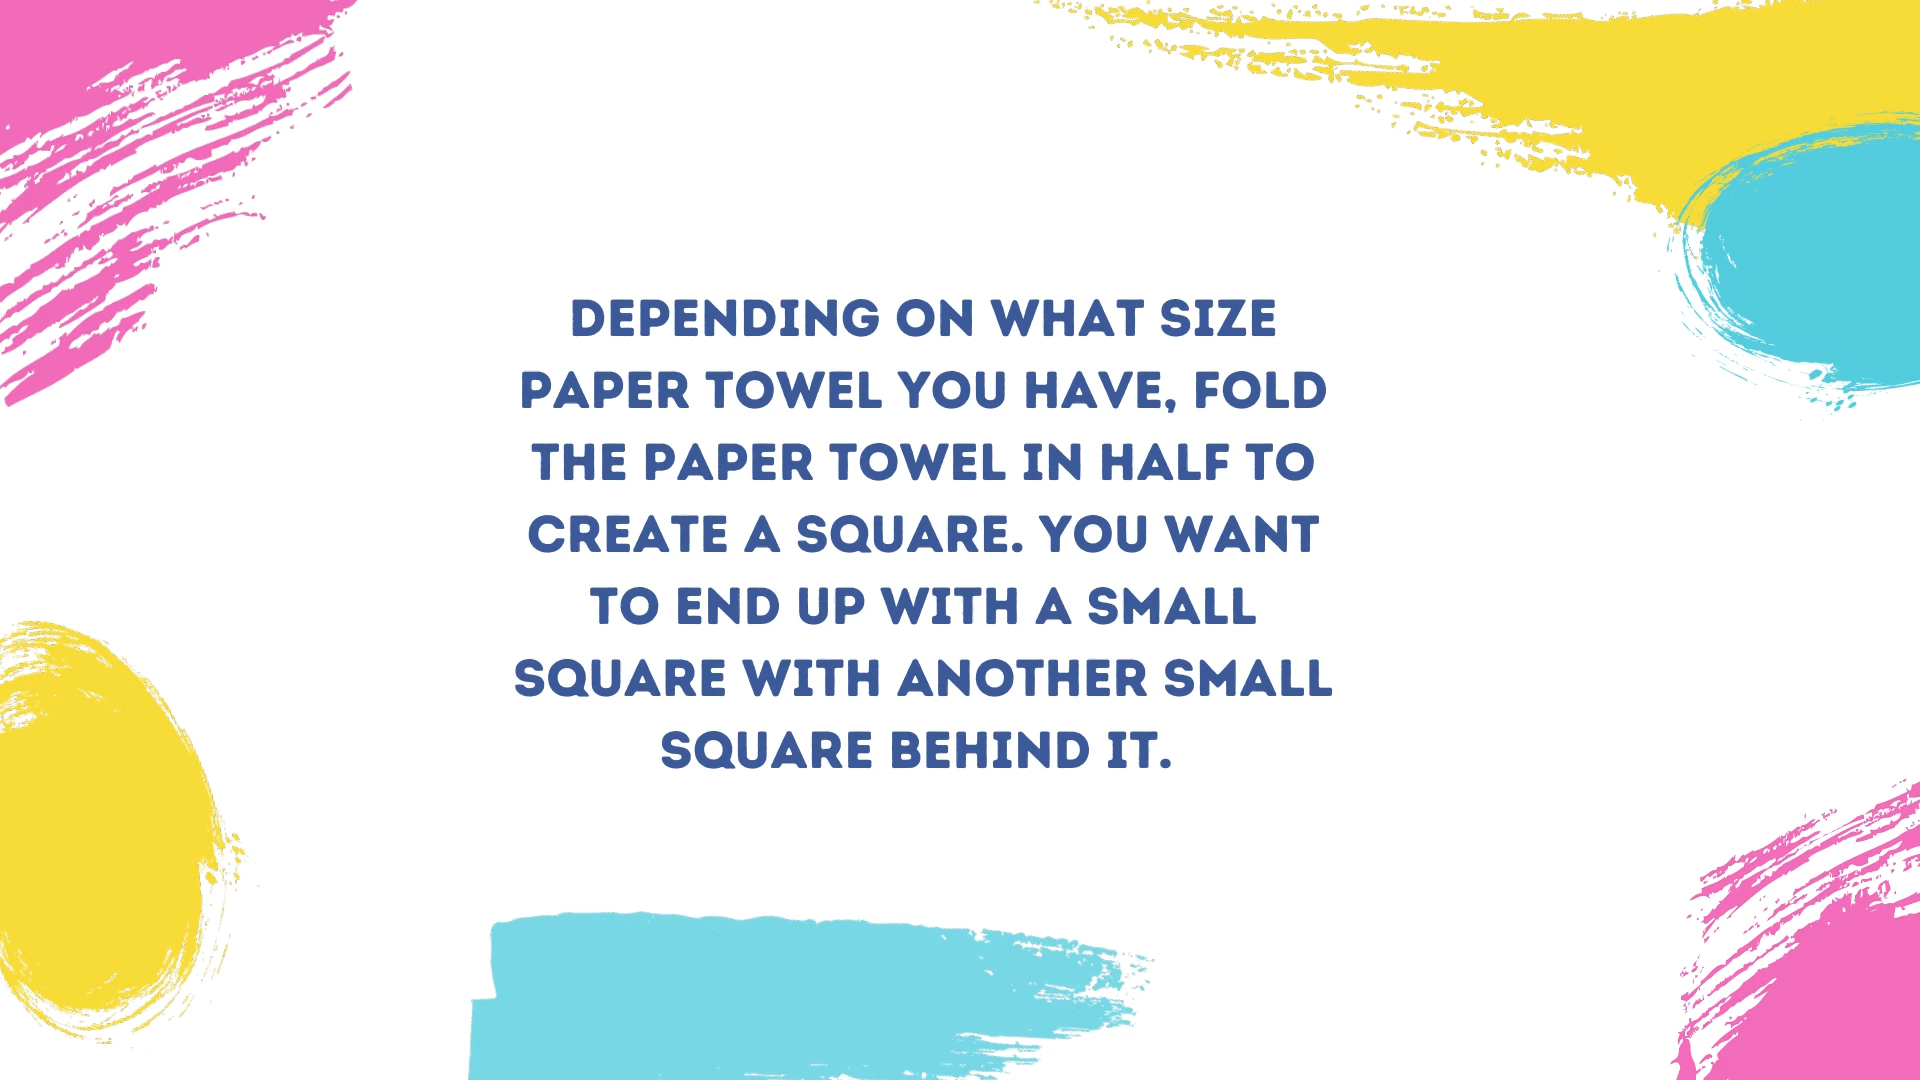 DEPENDING ON WHAT SIZE
PAPER TOWEL YOU HAVE, FOLD
THE PAPER TOWEL IN HALF TO
CREATE A SQUARE. YOU WANT
TO END UP WITH A SMALL
SQUARE WITH ANOTHER SMALL
SQUARE BEHIND IT.